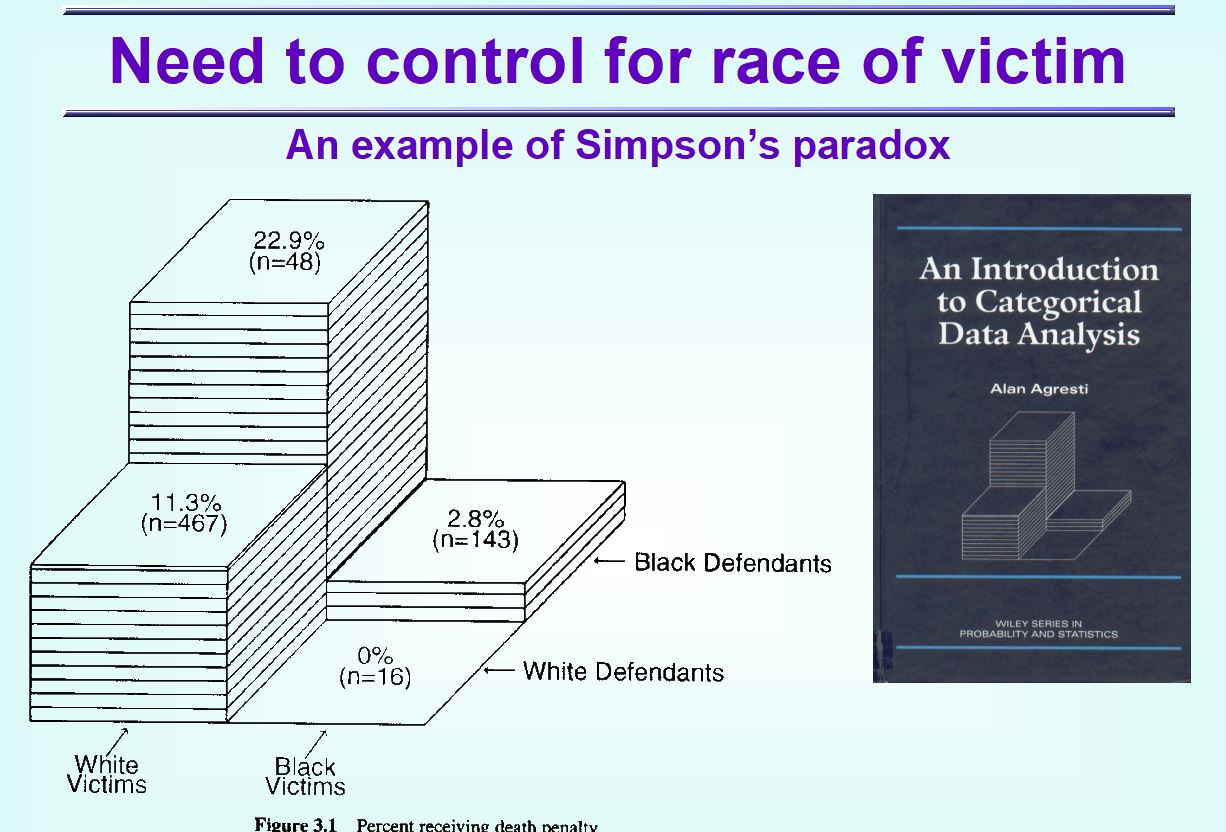 Need to control for race of victim
An example of Simpson’s paradox
22.9%
(n=48)
11.3%
(n=467)
2.8%
(n=143)
Black Defendants
0%
(n=16)
White Defendants
White
Victims
Black
Victims
Figure 3.1 Percent receiving death penalty
An Introduction
to Categorical
Data Analysis
Alan Agresti
WILEY SERIES IN
PROBABILITY AND STATISTICS